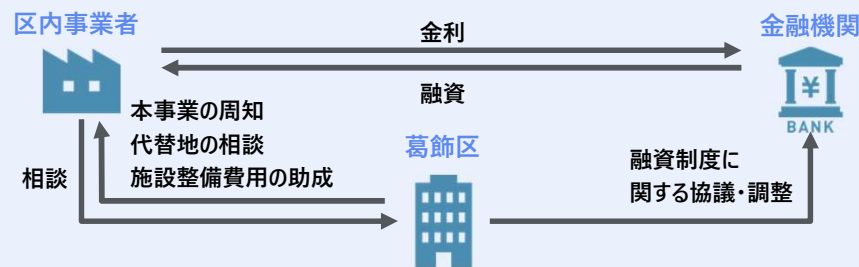 区内事業者
金融機関
金利
融資
¥
BANK
本事業の周知
代替地の相談
施設整備費用の助成
相談
葛飾区
融資制度に
関する協議・調整